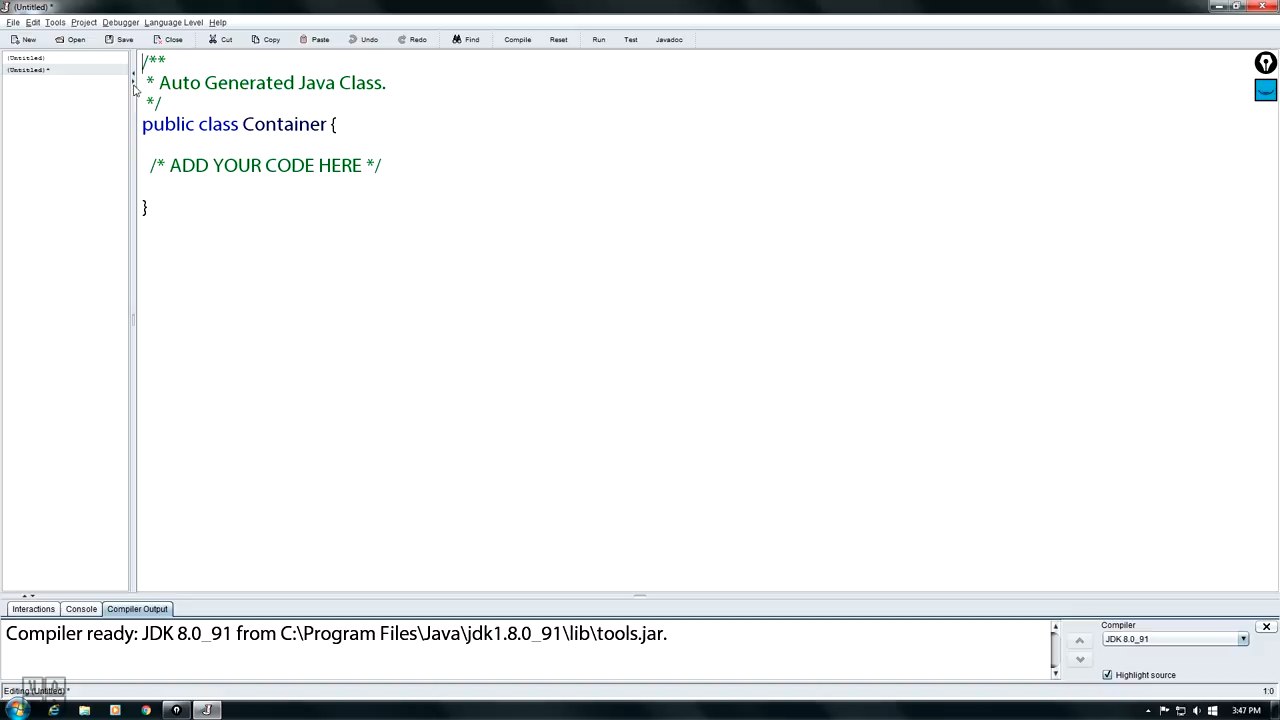 (Untitled) *
File Edit Tools Project Debugger Language Level Help
New Open Save Close Cut Copy Paste Undo Redo Find Compile Reset Run Test Javadoc
(Untitled)
(Untitled) *
/**
* Auto Generated Java Class.
*/
public class Container {
/* ADD YOUR CODE HERE */
}
Interactions Console Compiler Output
Compiler ready: JDK 8.0_91 from C:\Program Files\Java\jdk1.8.0_91\lib\tools.jar.
Compiler
JDK 8.0_91
Highlight source
Editing (Untitled) *
1:0
3:47 PM